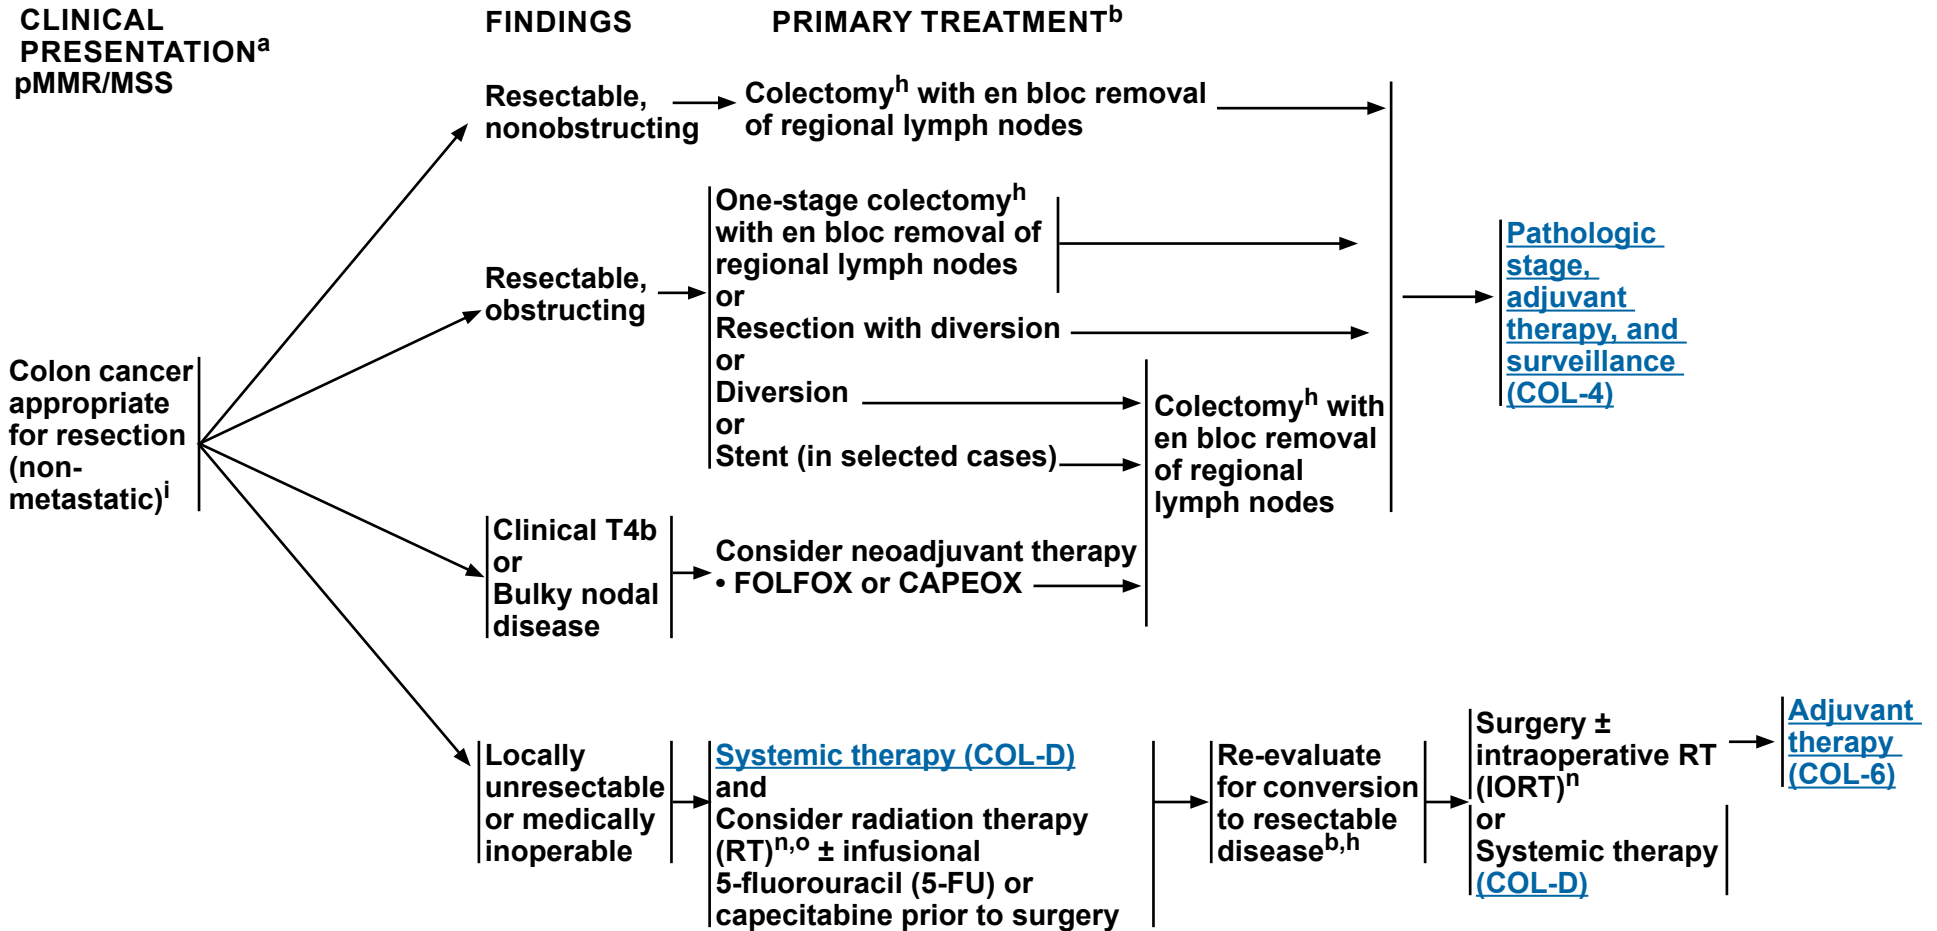 CLINICAL
PRESENTATIONa
pMMR/MSS
FINDINGS
PRIMARY TREATMENTb
Colon cancer
appropriate
for resection
(non-
metastatic)i
Resectable,
nonobstructing
Colectomyh with en bloc removal
of regional lymph nodes
Resectable,
obstructing
One-stage colectomyh
with en bloc removal of
regional lymph nodes
or
Resection with diversion
or
Diversion
or
Stent (in selected cases)
Clinical T4b
or
Bulky nodal
disease
Consider neoadjuvant therapy
• FOLFOX or CAPEOX
Colectomyh with
en bloc removal
of regional
lymph nodes
Pathologic
stage,
adjuvant
therapy, and
surveillance
(COL-4)
Locally
unresectable
or medically
inoperable
Systemic therapy (COL-D)
and
Consider radiation therapy
(RT)n,o ± infusional
5-fluorouracil (5-FU) or
capecitabine prior to surgery
Re-evaluate
for conversion
to resectable
diseaseb,h
Surgery ±
intraoperative RT
(IORT)n
or
Systemic therapy
(COL-D)
Adjuvant
therapy
(COL-6)